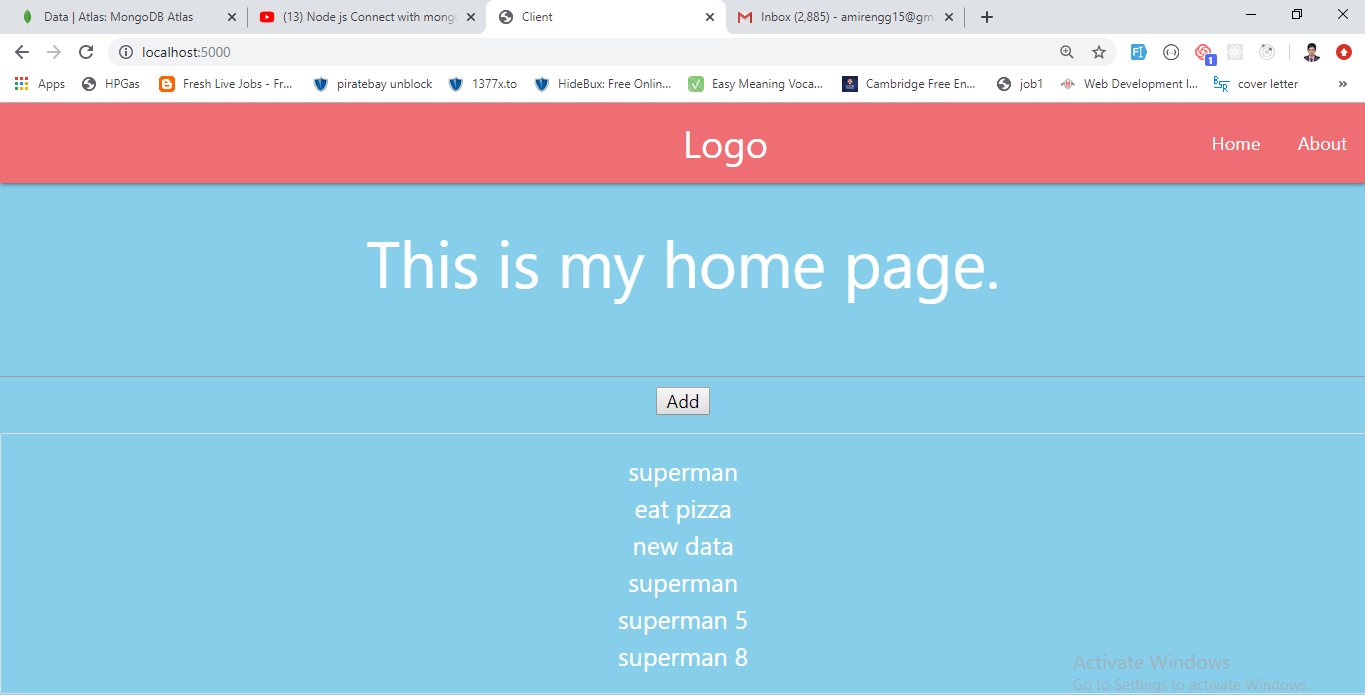 Data | Atlas: MongoDB Atlas
(13) Node js Connect with mong
Client
Inbox (2,885) - amirengg15@gm
localhost:5000
1
Apps
HPGas
Fresh Live Jobs - Fr...
piratebay unblock
1377x.to
HideBux: Free Onlin...
Easy Meaning Voca...
Cambridge Free En...
job1
Web Development I...
cover letter
»
Logo
Home
About
This is my home page.
Add
superman
eat pizza
new data
superman
superman 5
superman 8
Activate Windows
Go to Settings to activate Windows.